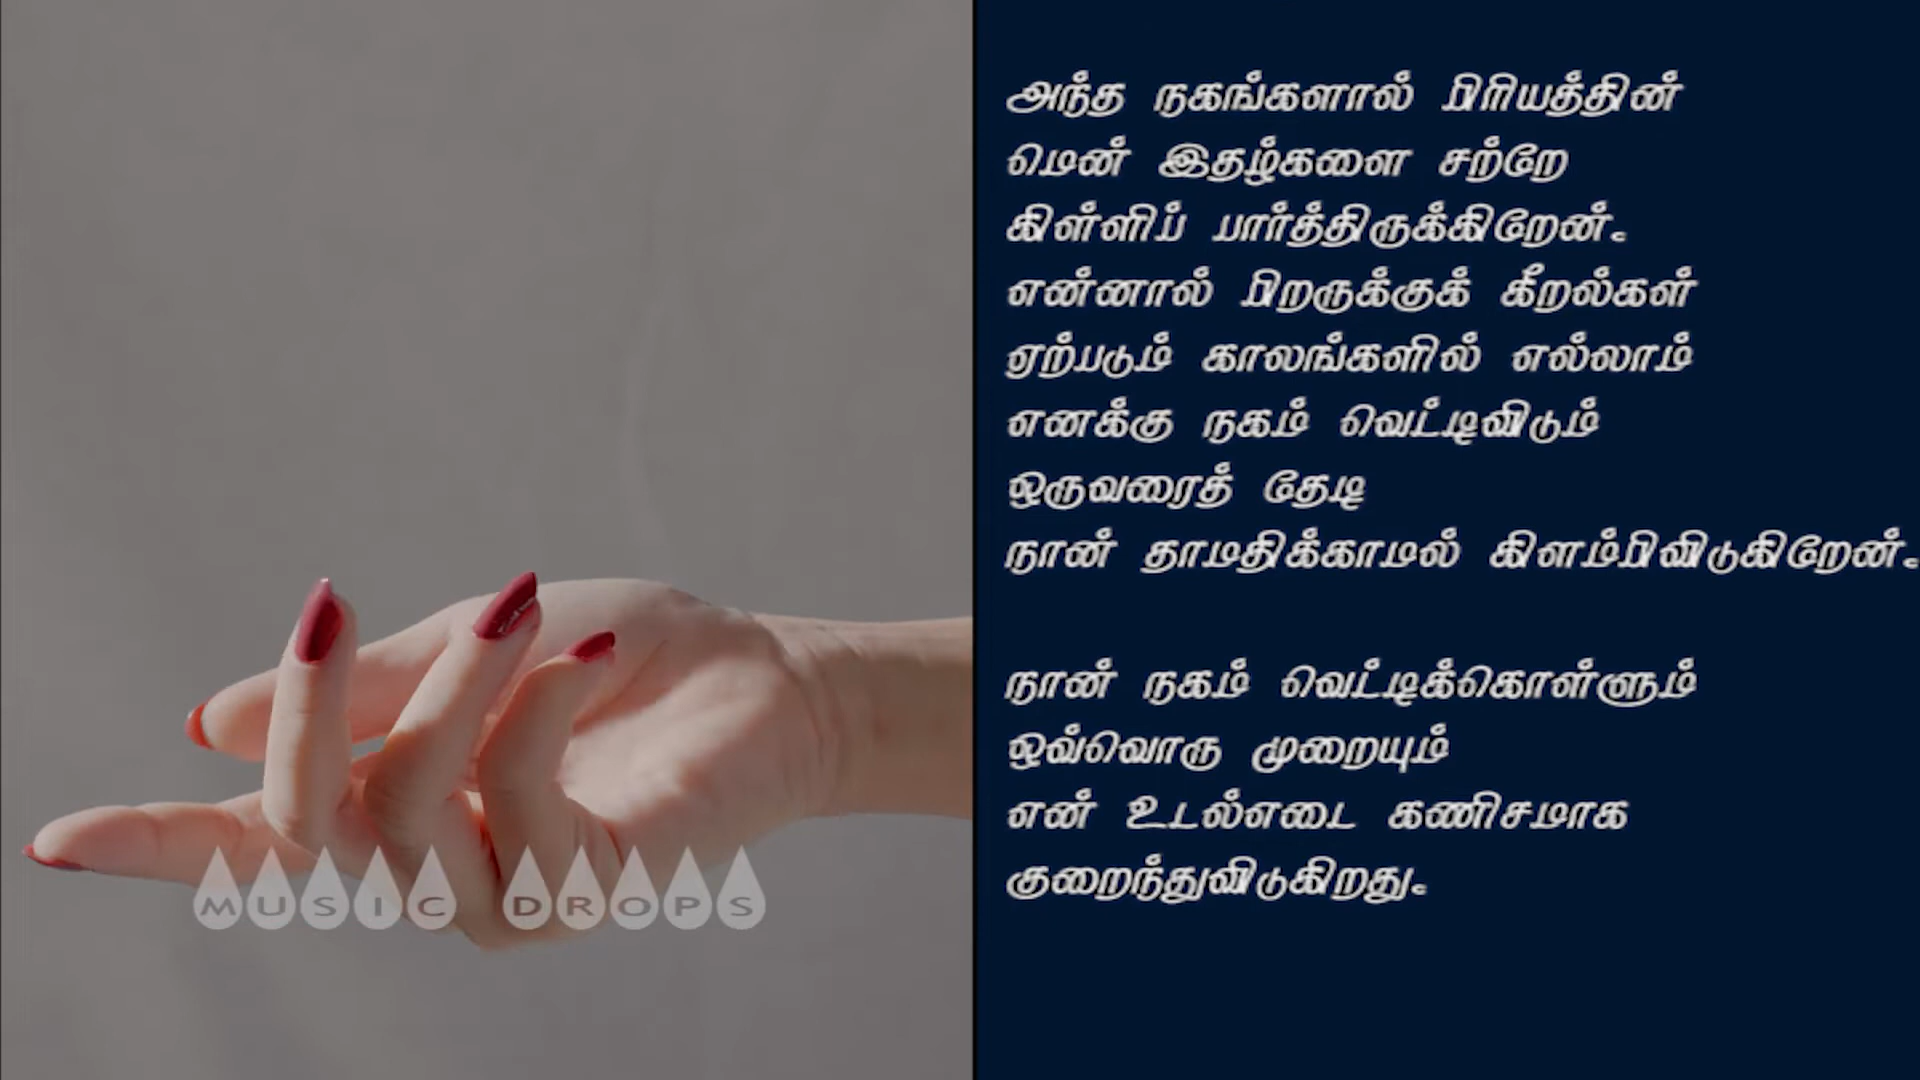 அந்த நகங்களால் பிரியத்தின்
மென் இதழ்களை சற்றே
கிள்ளிப் பார்த்திருக்கிறேன்.
என்னால் பிறருக்குக் கீறல்கள்
ஏற்படும் காலங்களில் எல்லாம்
எனக்கு நகம் வெட்டிவிடும்
ஒருவரைத் தேடி
நான் தாமதிக்காமல் கிளம்பிவிடுகிறேன்.
நான் நகம் வெட்டிக்கொள்ளும்
ஒவ்வொரு முறையும்
என் உடல்எடை கணிசமாக
குறைந்துவிடுகிறது.
MUSIC DROPS